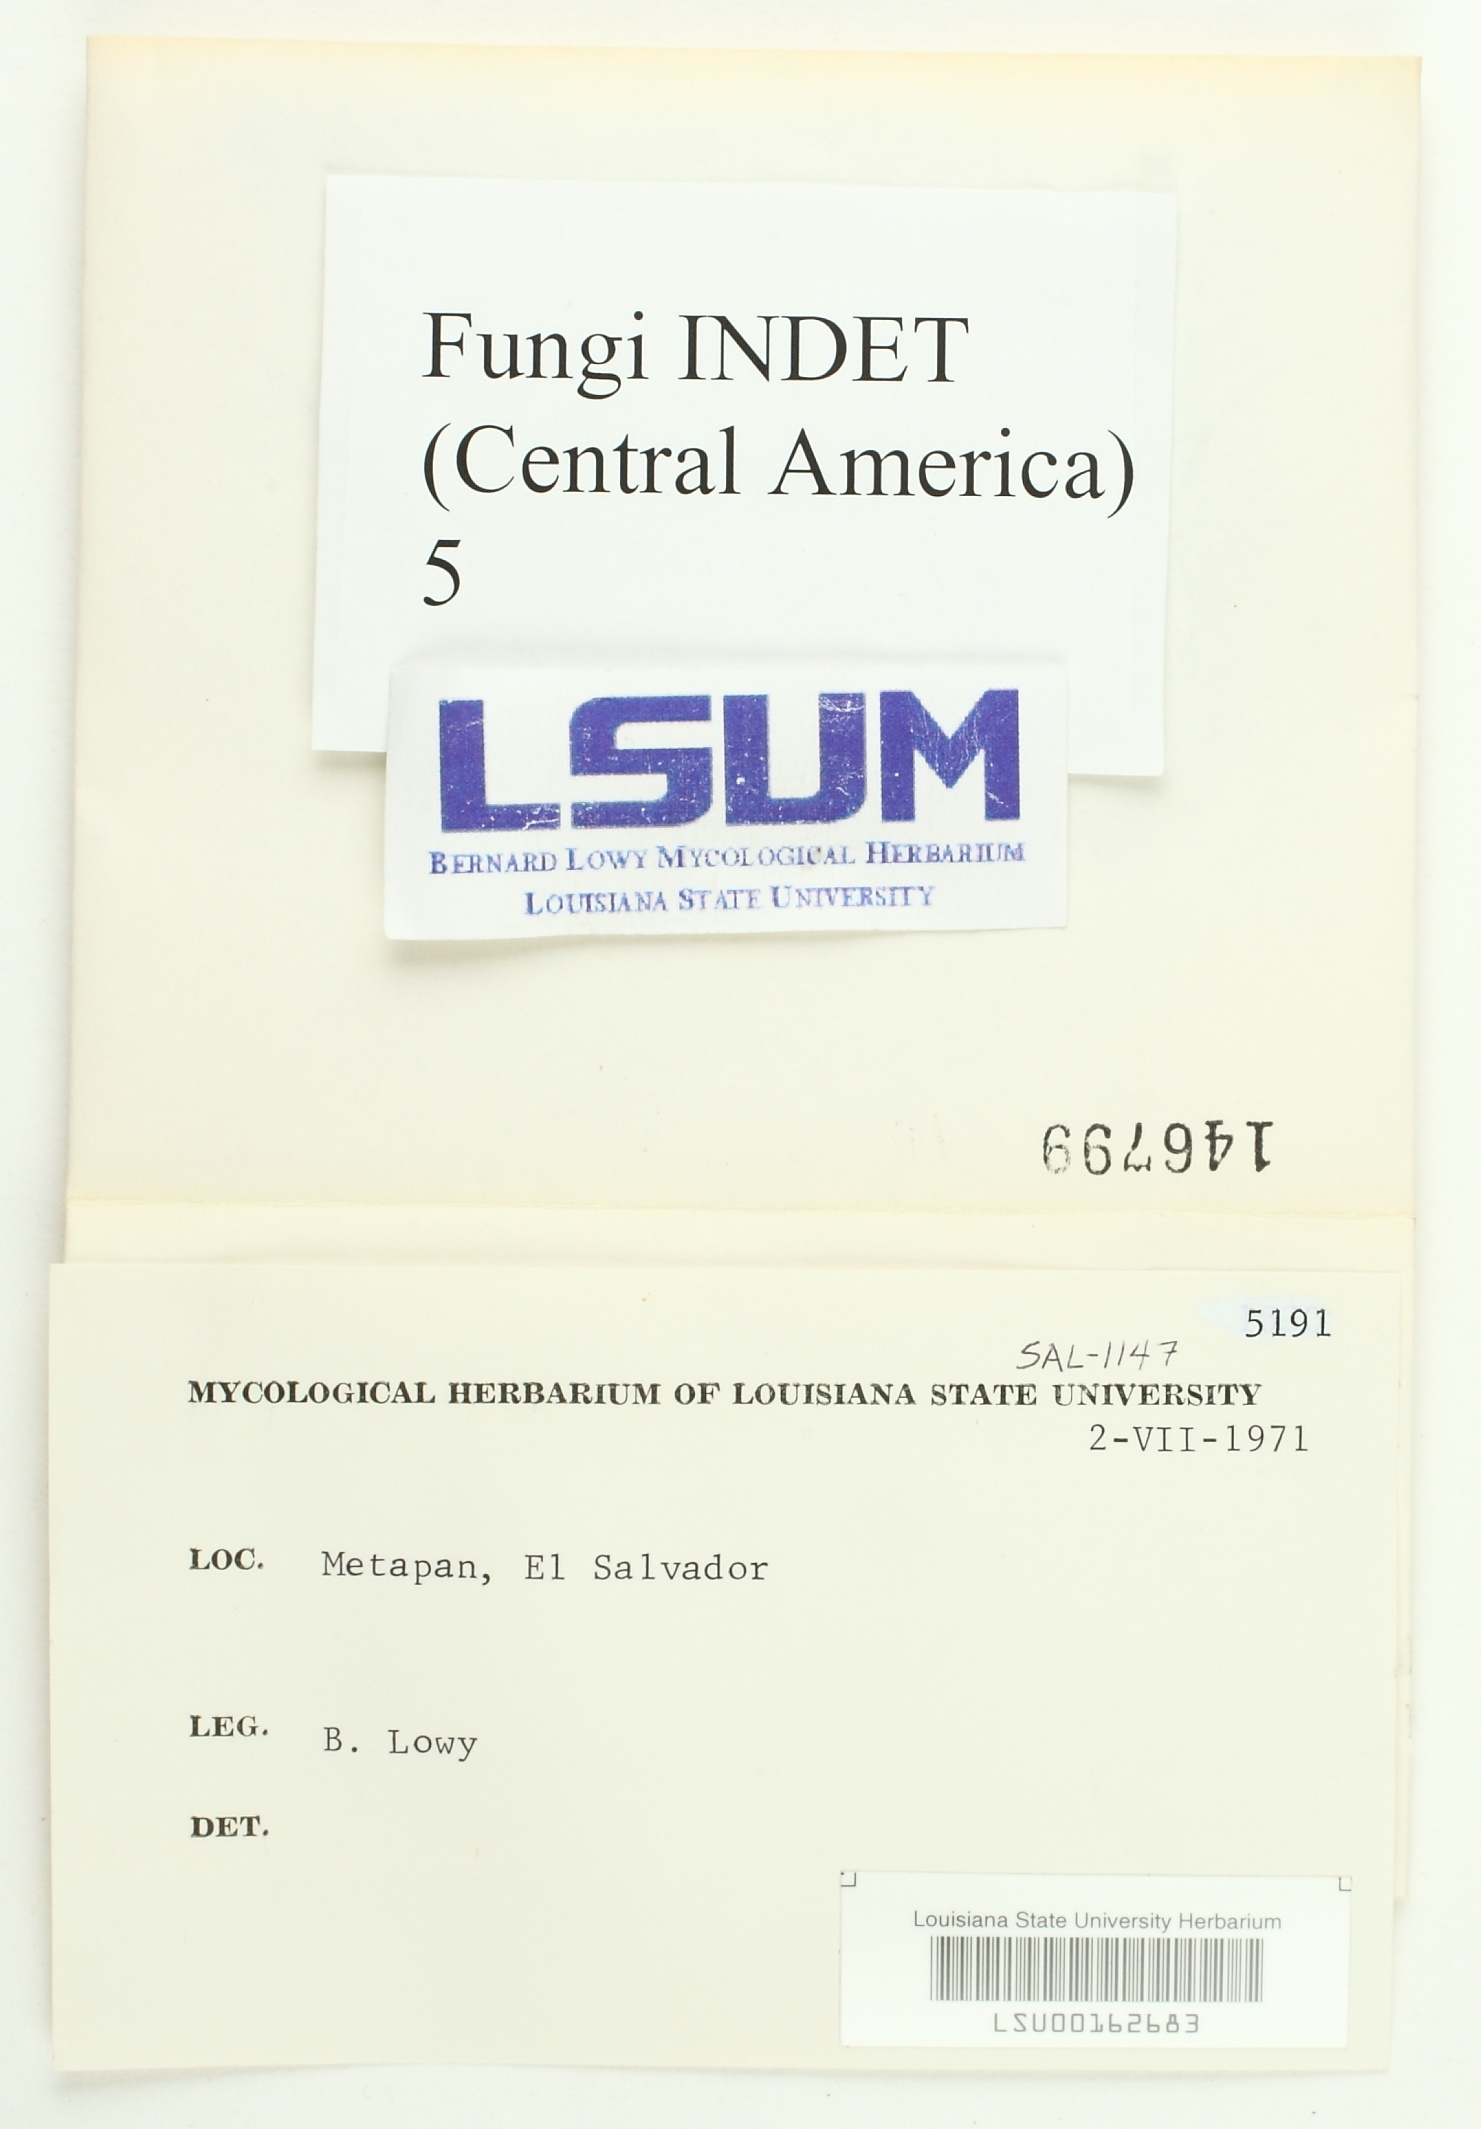 Fungi INDET
(Central America)
5
LSUM
BERNARD LOWY MYCOLOGICAL HERBARIUM
LOUISIANA STATE UNIVERSITY
146799
5191
SAL-1147
MYCOLOGICAL HERBARIUM OF LOUISIANA STATE UNIVERSITY
2-VII-1971
LOC. Metapan, El Salvador
LEG. B. Lowy
DET.
Louisiana State University Herbarium
LSU00162683